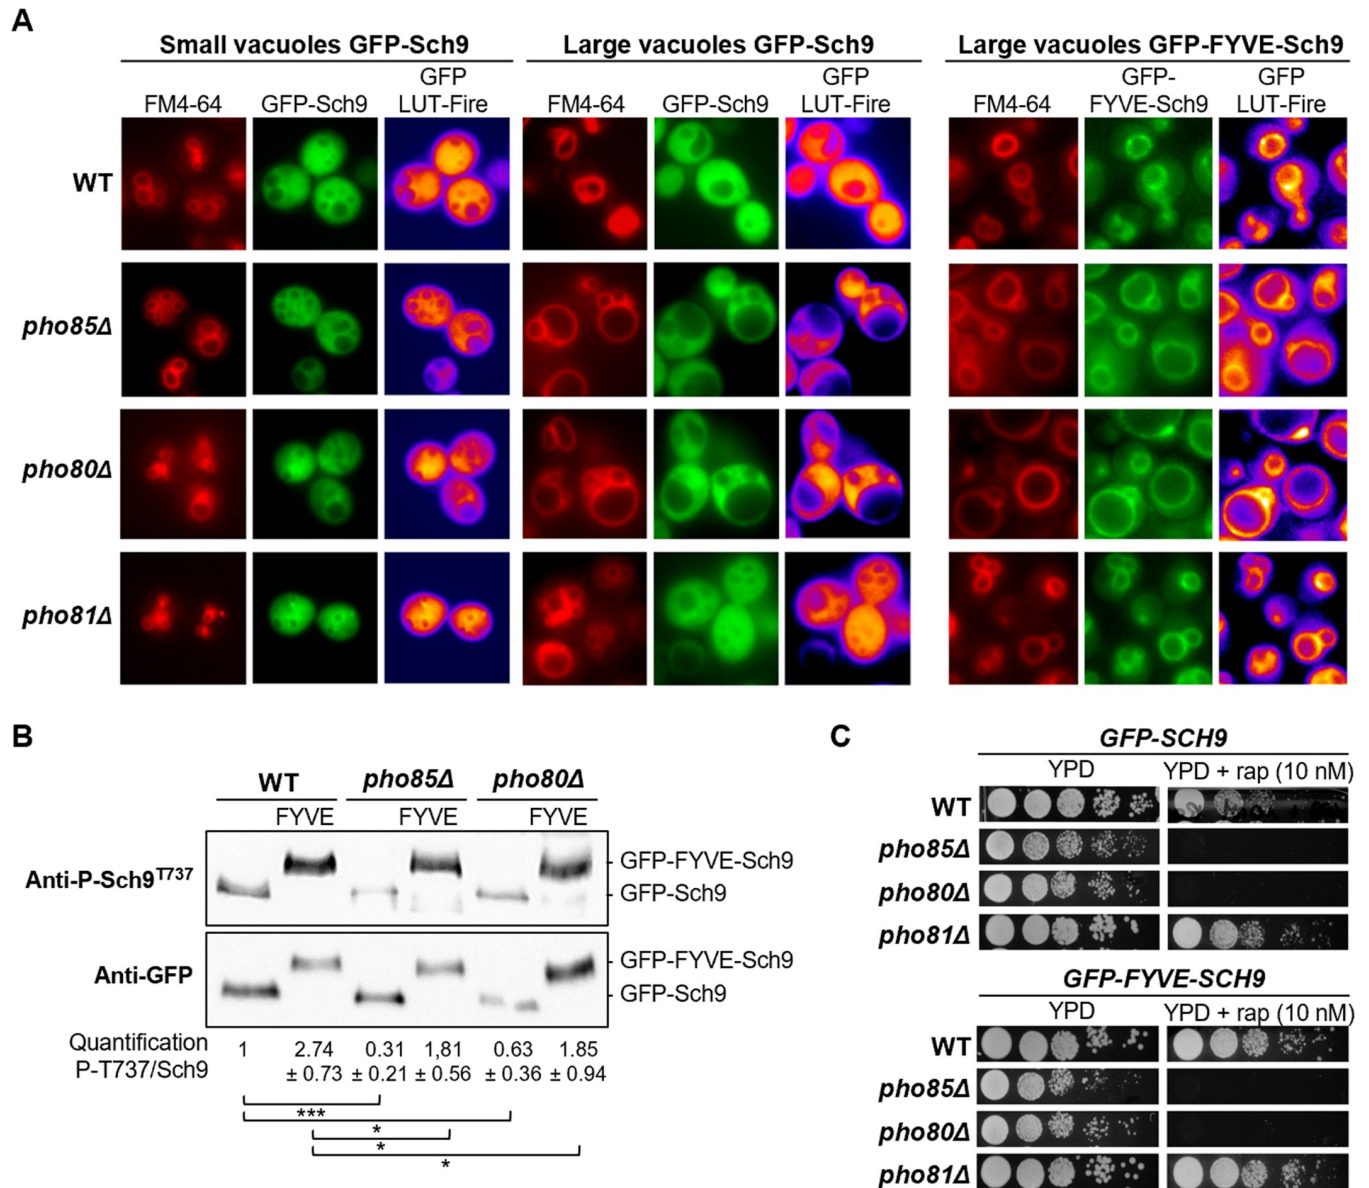 A
Small vacuoles GFP-Sch9
Large vacuoles GFP-Sch9
Large vacuoles GFP-FYVE-Sch9
FM4-64
GFP-Sch9
GFP
LUT-Fire
FM4-64
GFP-Sch9
GFP
LUT-Fire
FM4-64
GFP-
FYVE-Sch9
GFP
LUT-Fire
WT
pho85Δ
pho80Δ
pho81Δ
B
WT
pho85Δ
pho80Δ
FYVE
FYVE
FYVE
Anti-P-Sch9T737
GFP-FYVE-Sch9
GFP-Sch9
Anti-GFP
GFP-FYVE-Sch9
GFP-Sch9
Quantification 1 2.74 0.31 1,81 0.63 1.85
P-T737/Sch9 ± 0.73 ± 0.21 ± 0.56 ± 0.36 ± 0.94
***
*
*
*
C
GFP-SCH9
YPD
YPD + rap (10 nM)
WT
pho85Δ
pho80Δ
pho81Δ
GFP-FYVE-SCH9
YPD
YPD + rap (10 nM)
WT
pho85Δ
pho80Δ
pho81Δ